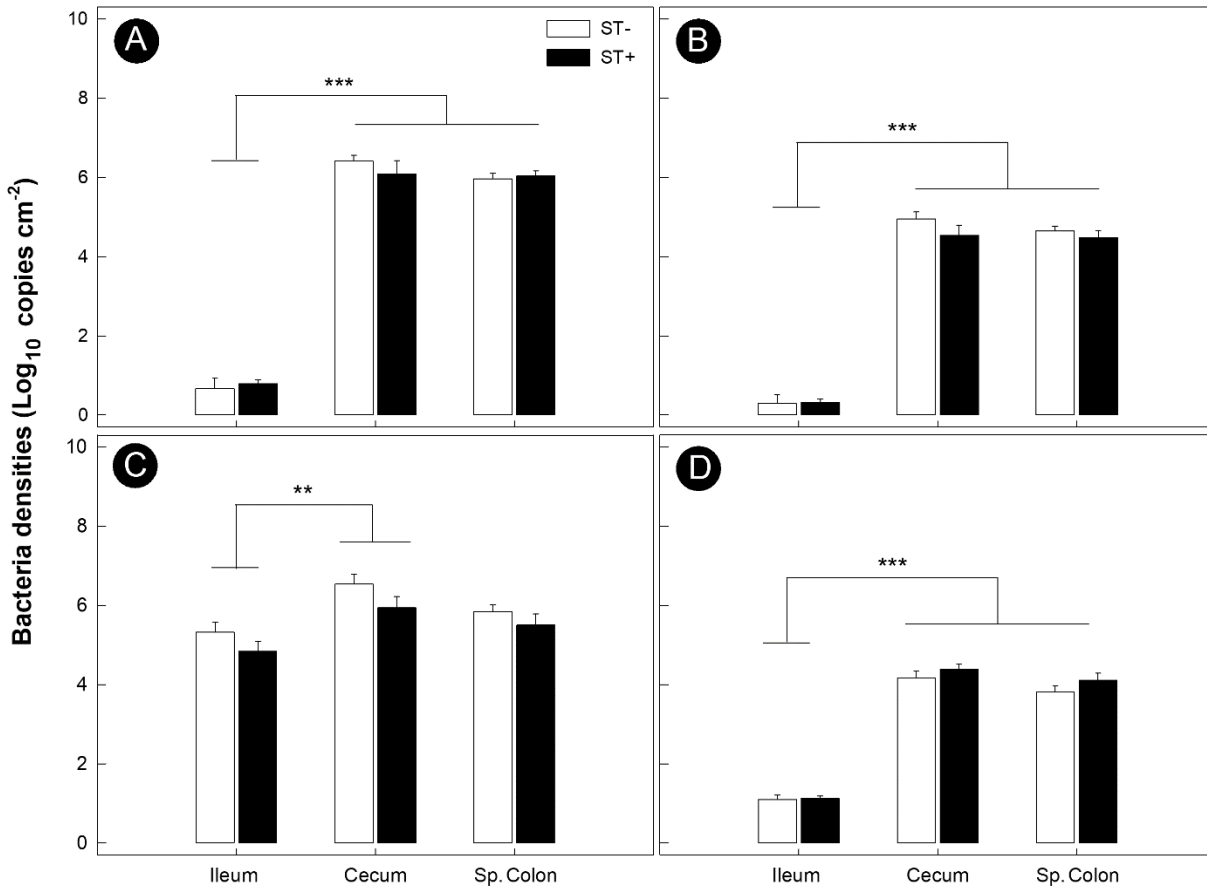 Bacteria densities (Log10 copies cm-2)
A
ST-
ST+
10
8
6
4
2
0
***
B
***
C
10
8
6
4
2
0
**
Ileum
Cecum
Sp. Colon
D
***
Ileum
Cecum
Sp. Colon